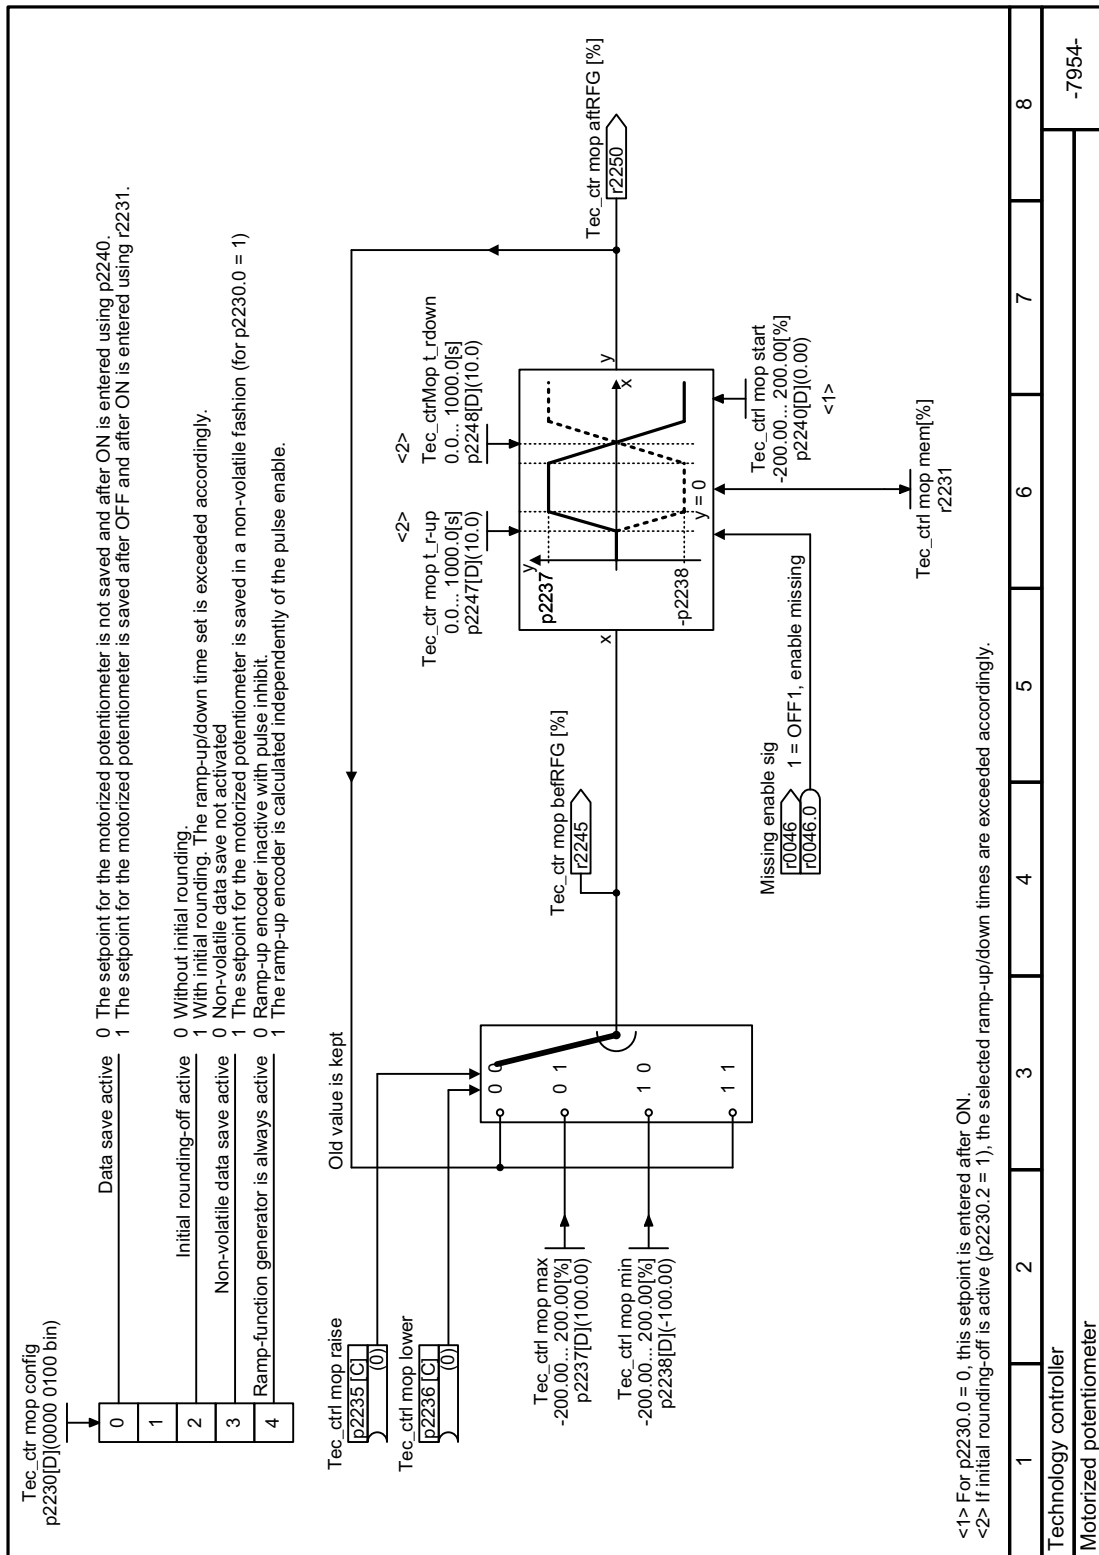 Tec_ctr mop config
p2230[D](0000 0100 bin)
0
1
2
3
4
Data save active
0 The setpoint for the motorized potentiometer is not saved and after ON is entered using p2240.
1 The setpoint for the motorized potentiometer is saved after OFF and after ON is entered using r2231.
Initial rounding-off active
0 Without initial rounding.
1 With initial rounding. The ramp-up/down time set is exceeded accordingly.
Non-volatile data save active
0 Non-volatile data save not activated
1 The setpoint for the motorized potentiometer is saved in a non-volatile fashion (for p2230.0 = 1)
Ramp-function generator is always active
0 Ramp-up encoder inactive with pulse inhibit.
1 The ramp-up encoder is calculated independently of the pulse enable.
Tec_ctrl mop raise
p2235 [C]
(0)
Tec_ctrl mop lower
p2236 [C]
(0)
Old value is kept
0 0
0 1
1 0
1 1
Tec_ctrl mop max
-200.00... 200.00[%]
p2237[D](100.00)
Tec_ctrl mop min
-200.00... 200.00[%]
p2238[D](-100.00)
Tec_ctr mop befRFG [%]
r2245
Missing enable sig
r0046
r0046.0
1 = OFF1, enable missing
<2>
Tec_ctr mop t_r-up
0.0... 1000.0[s]
p2247[D](10.0)
<2>
Tec_ctrMop t_rdown
0.0... 1000.0[s]
p2248[D](10.0)
x
y
y
p2237
-p2238
x
y = 0
Tec_ctrl mop start
-200.00... 200.00[%]
p2240[D](0.00)
<1>
Tec_ctrl mop mem[%]
r2231
Tec_ctr mop aftRFG [%]
r2250
<1> For p2230.0 = 0, this setpoint is entered after ON.
<2> If initial rounding-off is active (p2230.2 = 1), the selected ramp-up/down times are exceeded accordingly.
1 2 3 4 5 6 7 8
Technology controller
Motorized potentiometer
-7954-